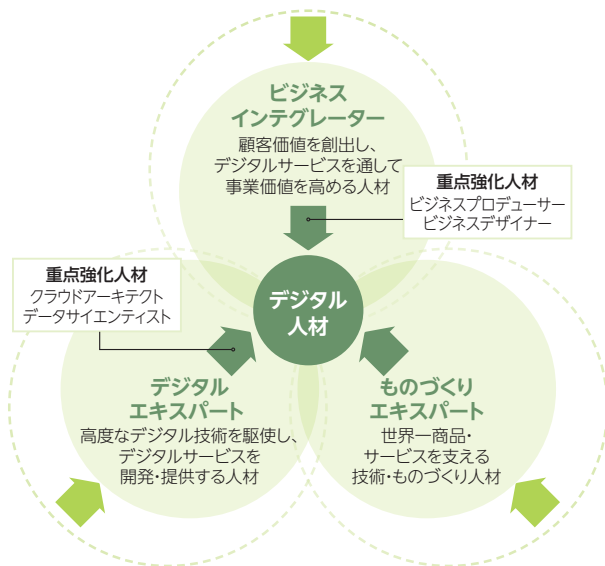 ビジネス
インテグレーター
顧客価値を創出し、
デジタルサービスを通して
事業価値を高める人材
重点強化人材
ビジネスプロデューサー
ビジネスデザイナー
重点強化人材
クラウドアーキテクト
データサイエンティスト
デジタル
人材
デジタル
エキスパート
高度なデジタル技術を駆使し、
デジタルサービスを
開発・提供する人材
ものづくり
エキスパート
世界一商品・
サービスを支える
技術・ものづくり人材